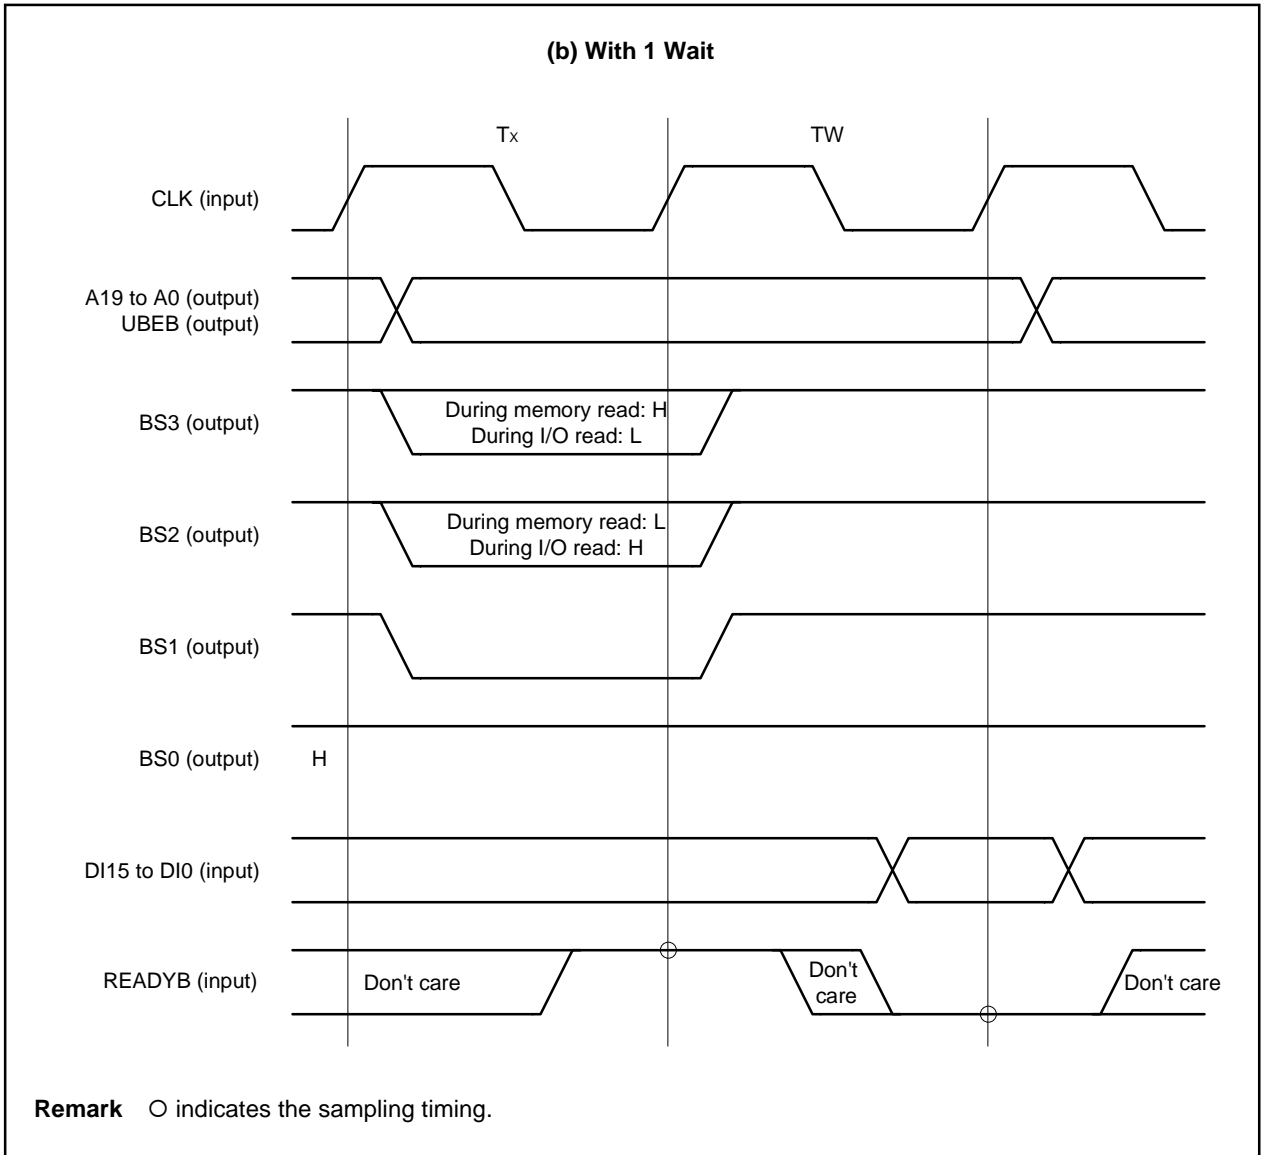 (b) With 1 Wait
Tx
TW
CLK (input)
A19 to A0 (output)
UBEB (output)
BS3 (output)
During memory read: H
During I/O read: L
BS2 (output)
During memory read: L
During I/O read: H
BS1 (output)
BS0 (output)
H
DI15 to DI0 (input)
READYB (input)
Don't care
Don't
care
Don't care
Remark O indicates the sampling timing.